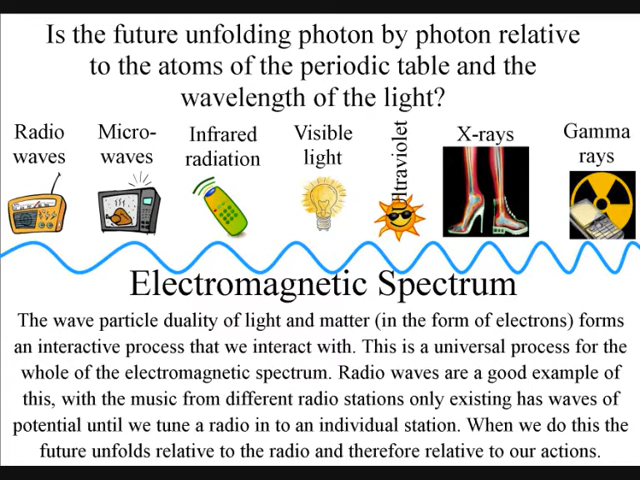 Is the future unfolding photon by photon relative
to the atoms of the periodic table and the
wavelength of the light?
Radio
waves
Micro-
waves
Infrared
radiation
Visible
light
Ultraviolet
X-rays
Gamma
rays
Electromagnetic Spectrum
The wave particle duality of light and matter (in the form of electrons) forms
an interactive process that we interact with. This is a universal process for the
whole of the electromagnetic spectrum. Radio waves are a good example of
this, with the music from different radio stations only existing has waves of
potential until we tune a radio in to an individual station. When we do this the
future unfolds relative to the radio and therefore relative to our actions.